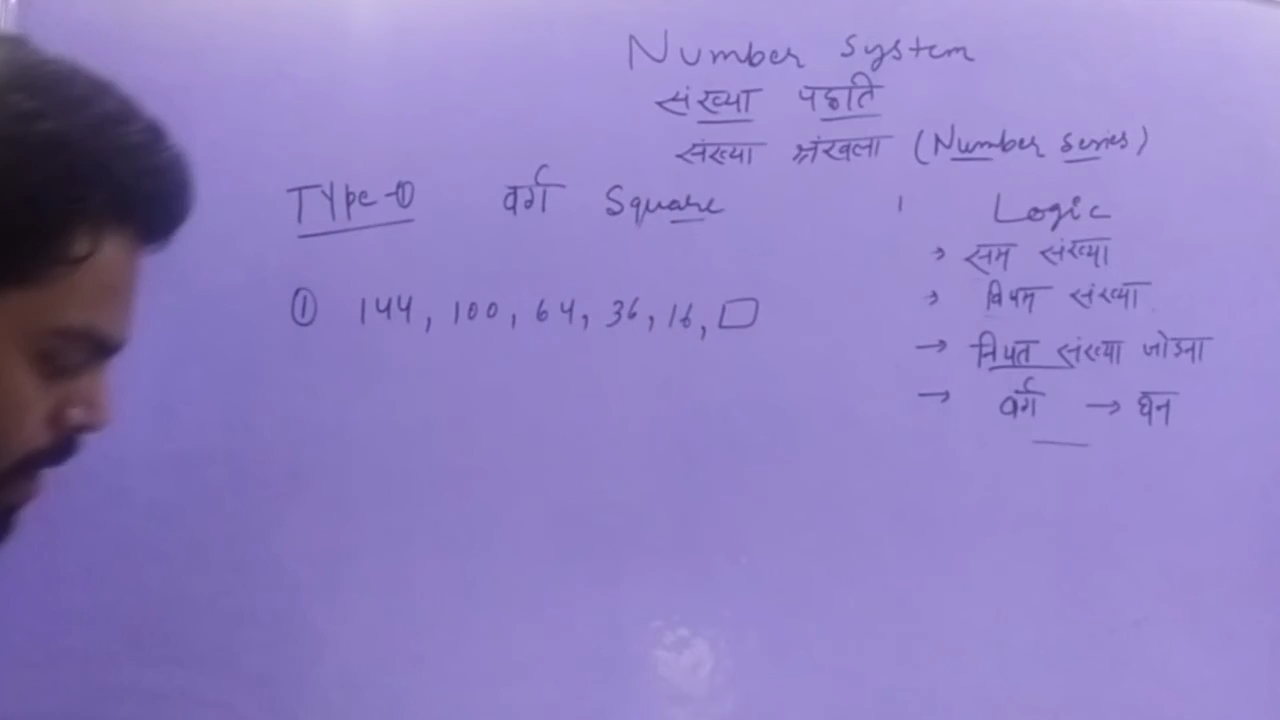 Number System
संख्या पद्धति
संख्या श्रंखला (Number Series)
Type-① वर्ग Square
① 144, 100, 64, 36, 16, □
Logic
→ सम संख्या
→ विषम संख्या
→ नियत संख्या जोडना
→ वर्ग → घन